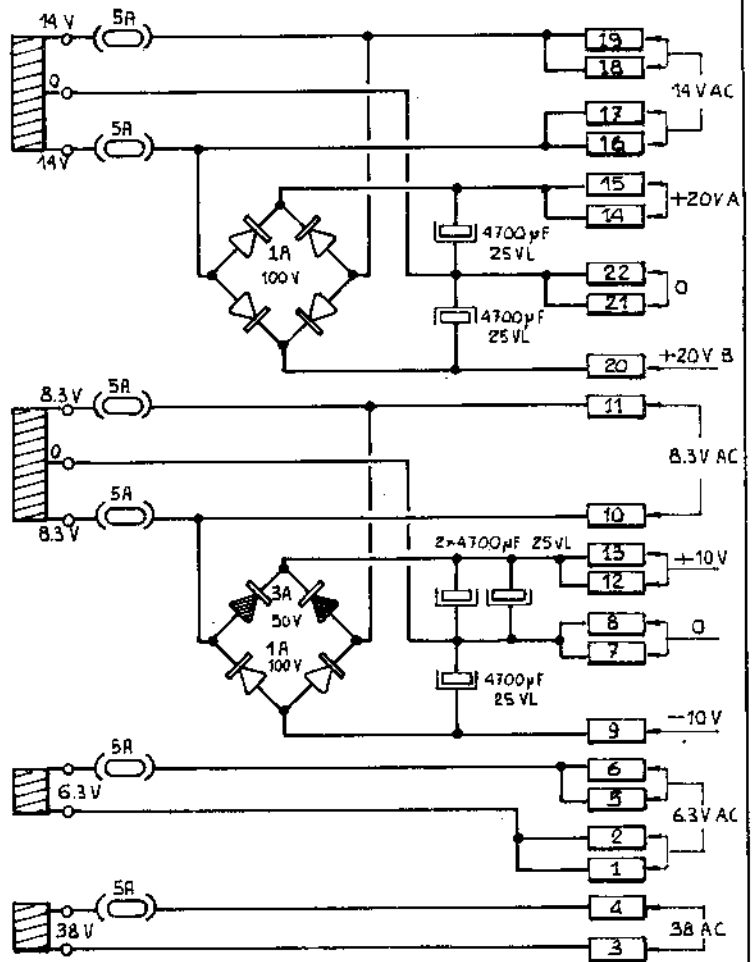 14V
5A
19
18
14V AC
0
17
16
5A
14V
15
14
+20V A
4700µF
25VL
1A
100V
22
21
0
4700µF
25VL
20
+20V B
8.3V
5A
11
0
8.3V AC
5A
8.3V
10
2×4700µF 25VL
13
12
+10V
3A
50V
8
7
0
1A
100V
4700µF
25VL
9
-10V
5A
6
5
6.3V
6.3V AC
2
1
5A
4
38V
38 AC
3